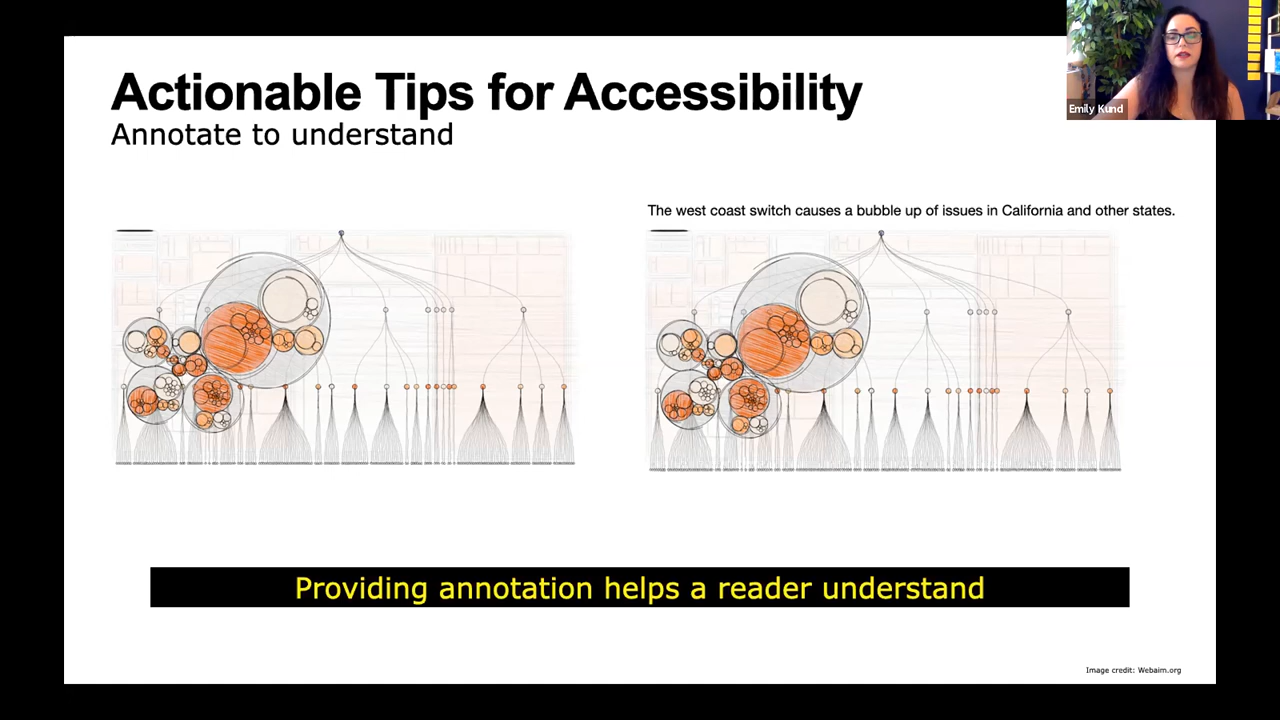 Actionable Tips for Accessibility
Annotate to understand
Emily Kund
The west coast switch causes a bubble up of issues in California and other states.
Providing annotation helps a reader understand
Image credit: Webaim.org